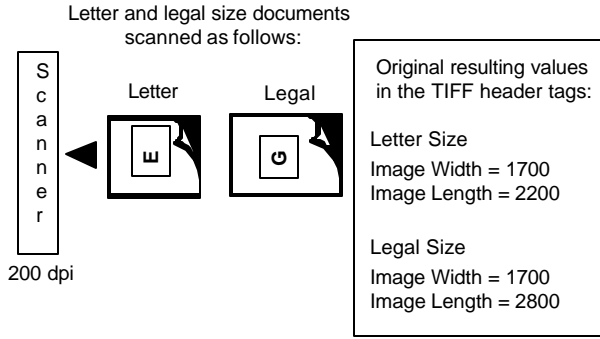 Letter and legal size documents
scanned as follows:
Scanner
200 dpi
Letter
E
Legal
G
Original resulting values
in the TIFF header tags:
Letter Size
Image Width = 1700
Image Length = 2200
Legal Size
Image Width = 1700
Image Length = 2800